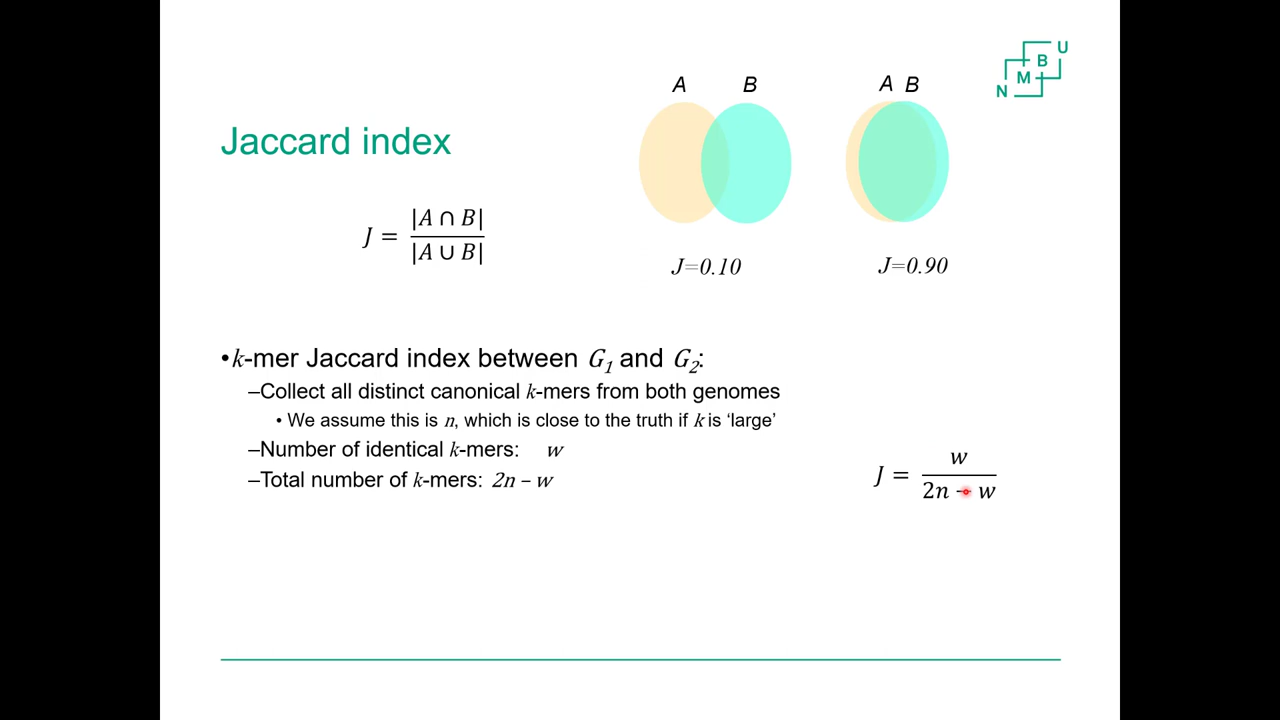 N M B U
A B
A B
Jaccard index
J = |A ∩ B| / |A ∪ B|
J=0.10
J=0.90
•k-mer Jaccard index between G1 and G2:
–Collect all distinct canonical k-mers from both genomes
• We assume this is n, which is close to the truth if k is ‘large’
–Number of identical k-mers: w
–Total number of k-mers: 2n – w
J = w / 2n − w